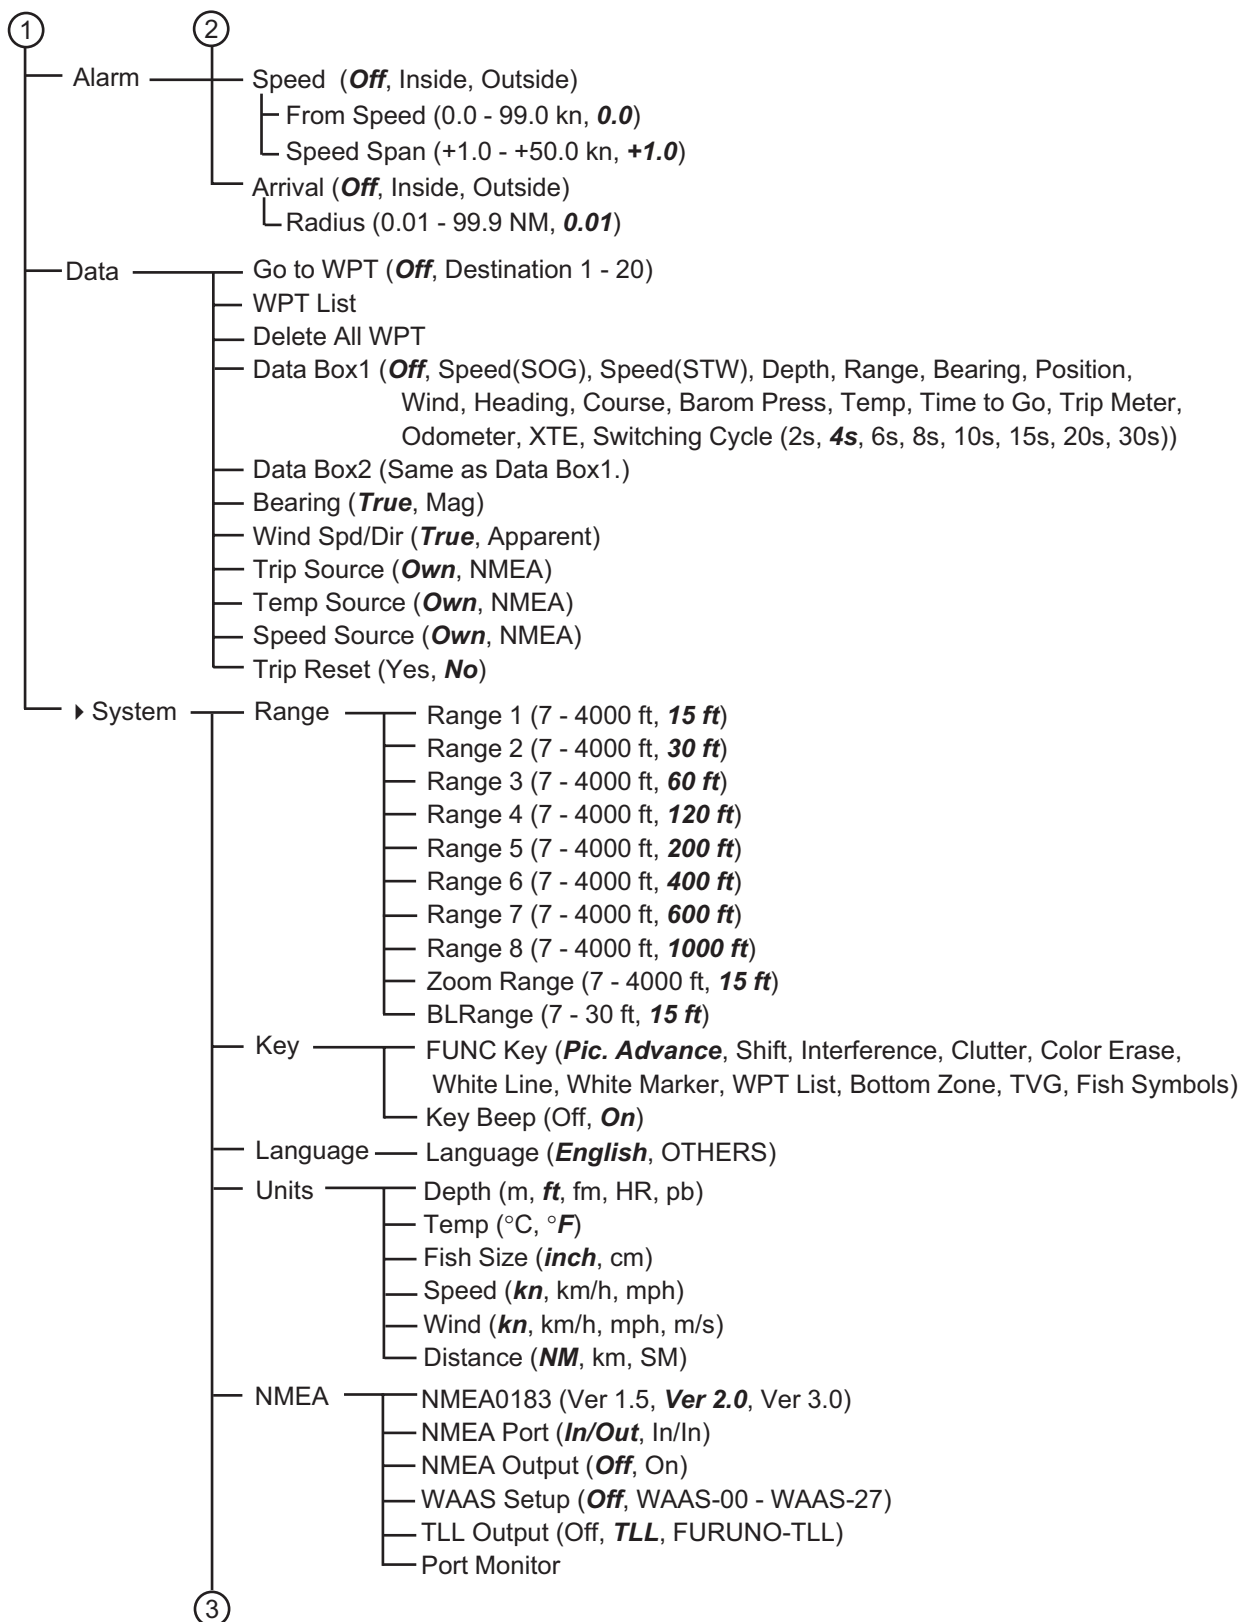 1 2
Alarm Speed (Off, Inside, Outside)
From Speed (0.0 - 99.0 kn, 0.0)
Speed Span (+1.0 - +50.0 kn, +1.0)
Arrival (Off, Inside, Outside)
Radius (0.01 - 99.9 NM, 0.01)
Data Go to WPT (Off, Destination 1 - 20)
WPT List
Delete All WPT
Data Box1 (Off, Speed(SOG), Speed(STW), Depth, Range, Bearing, Position,
Wind, Heading, Course, Barom Press, Temp, Time to Go, Trip Meter,
Odometer, XTE, Switching Cycle (2s, 4s, 6s, 8s, 10s, 15s, 20s, 30s))
Data Box2 (Same as Data Box1.)
Bearing (True, Mag)
Wind Spd/Dir (True, Apparent)
Trip Source (Own, NMEA)
Temp Source (Own, NMEA)
Speed Source (Own, NMEA)
Trip Reset (Yes, No)
System Range Range 1 (7 - 4000 ft, 15 ft)
Range 2 (7 - 4000 ft, 30 ft)
Range 3 (7 - 4000 ft, 60 ft)
Range 4 (7 - 4000 ft, 120 ft)
Range 5 (7 - 4000 ft, 200 ft)
Range 6 (7 - 4000 ft, 400 ft)
Range 7 (7 - 4000 ft, 600 ft)
Range 8 (7 - 4000 ft, 1000 ft)
Zoom Range (7 - 4000 ft, 15 ft)
BLRange (7 - 30 ft, 15 ft)
Key FUNC Key (Pic. Advance, Shift, Interference, Clutter, Color Erase,
White Line, White Marker, WPT List, Bottom Zone, TVG, Fish Symbols)
Key Beep (Off, On)
Language Language (English, OTHERS)
Units Depth (m, ft, fm, HR, pb)
Temp (°C, °F)
Fish Size (inch, cm)
Speed (kn, km/h, mph)
Wind (kn, km/h, mph, m/s)
Distance (NM, km, SM)
NMEA NMEA0183 (Ver 1.5, Ver 2.0, Ver 3.0)
NMEA Port (In/Out, In/In)
NMEA Output (Off, On)
WAAS Setup (Off, WAAS-00 - WAAS-27)
TLL Output (Off, TLL, FURUNO-TLL)
Port Monitor
3